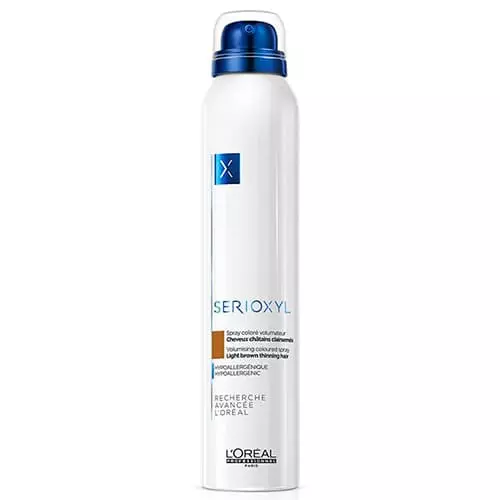 X
SERIOXYL
Spray coloré volumateur
Cheveux châtains clairsemés
Volumising coloured spray
Light brown thinning hair
HYPOALLERGÉNIQUE
HYPOALLERGENIC
RECHERCHE
AVANCÉE
L'ORÉAL
L'ORÉAL
PROFESSIONNEL
PARIS